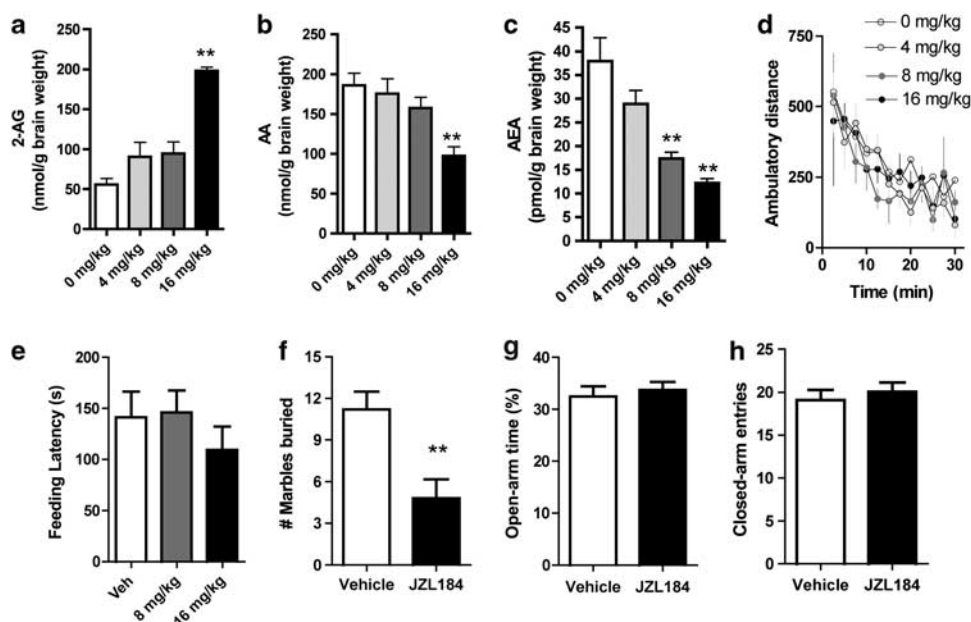 a
2-AG
(nmol/g brain weight)
250
200
150
100
50
0
**
0 mg/kg
4 mg/kg
8 mg/kg
16 mg/kg
b
AA
(nmol/g brain weight)
250
200
150
100
50
0
**
0 mg/kg
4 mg/kg
8 mg/kg
16 mg/kg
c
AEA
(pmol/g brain weight)
45
40
35
30
25
20
15
10
5
0
**
**
0 mg/kg
4 mg/kg
8 mg/kg
16 mg/kg
d
Ambulatory distance
750
500
250
0
0 mg/kg
4 mg/kg
8 mg/kg
16 mg/kg
0
10
20
30
Time (min)
e
Feeding Latency (s)
200
150
100
50
0
Veh
8 mg/kg
16 mg/kg
f
# Marbles buried
15
12
9
6
3
0
**
Vehicle
JZL184
g
Open-arm time (%)
40
30
20
10
0
Vehicle
JZL184
h
Closed-arm entries
25
20
15
10
5
0
Vehicle
JZL184